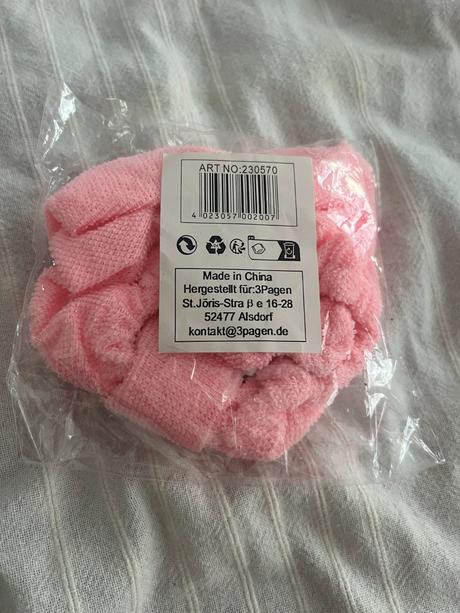 ART NO:230570
4 023057 002007
Made in China
Hergestellt für:3Pagen
St.Jöris-Stra β e 16-28
52477 Alsdorf
kontakt@3pagen.de